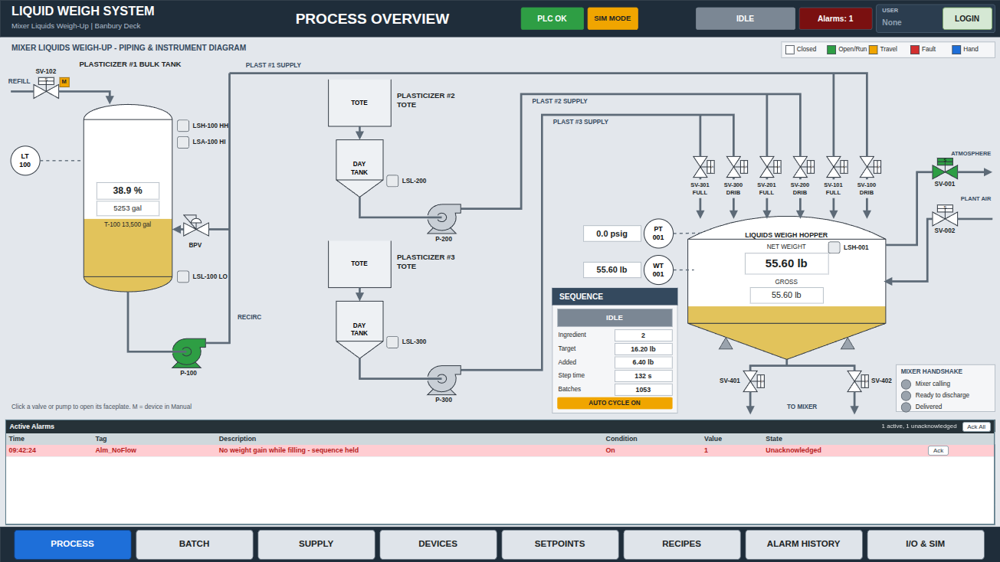 LIQUID WEIGH SYSTEM
Mixer Liquids Weigh-Up | Banbury Deck
PROCESS OVERVIEW
PLC OK
SIM MODE
IDLE
Alarms: 1
USER
None
LOGIN
MIXER LIQUIDS WEIGH-UP - PIPING & INSTRUMENT DIAGRAM
Closed
Open/Run
Travel
Fault
Hand
PLASTICIZER #1 BULK TANK
SV-102
REFILL
S
M
LSH-100 HH
LSA-100 HI
LT
100
38.9 %
5253 gal
T-100 13,500 gal
BPV
LSL-100 LO
RECIRC
P-100
PLAST #1 SUPPLY
TOTE
PLASTICIZER #2
TOTE
DAY
TANK
LSL-200
P-200
TOTE
PLASTICIZER #3
TOTE
DAY
TANK
LSL-300
P-300
PLAST #2 SUPPLY
PLAST #3 SUPPLY
SV-301
FULL
SV-300
DRIB
SV-201
FULL
SV-200
DRIB
SV-101
FULL
SV-100
DRIB
ATMOSPHERE
S
SV-001
PLANT AIR
S
SV-002
0.0 psig
PT
001
55.60 lb
WT
001
LIQUIDS WEIGH HOPPER
NET WEIGHT
LSH-001
55.60 lb
GROSS
55.60 lb
SEQUENCE
IDLE
Ingredient 2
Target 16.20 lb
Added 6.40 lb
Step time 132 s
Batches 1053
AUTO CYCLE ON
SV-401
SV-402
TO MIXER
MIXER HANDSHAKE
Mixer calling
Ready to discharge
Delivered
Click a valve or pump to open its faceplate. M = device in Manual
Active Alarms
1 active, 1 unacknowledged
Ack All
Time Tag Description Condition Value State
09:42:24 Alm_NoFlow No weight gain while filling - sequence held On 1 Unacknowledged Ack
PROCESS
BATCH
SUPPLY
DEVICES
SETPOINTS
RECIPES
ALARM HISTORY
I/O & SIM